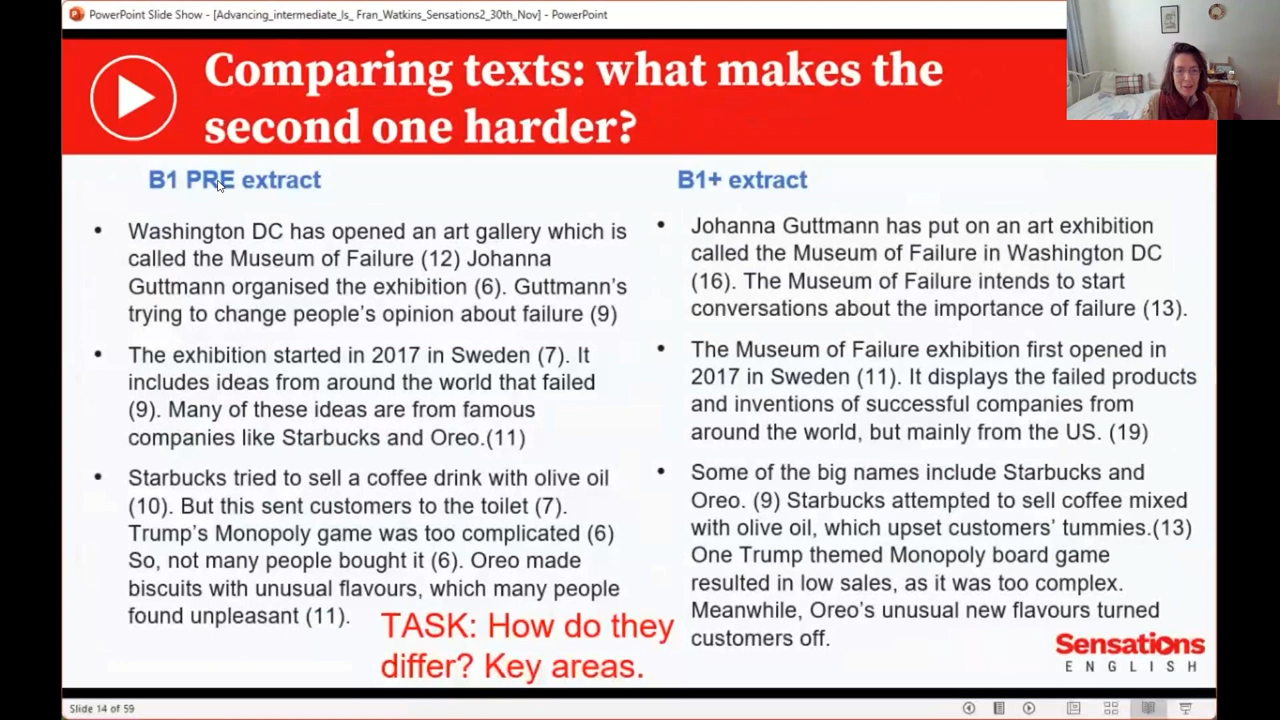 PowerPoint Slide Show - [Advancing_intermediate_ls_ Fran_Watkins_Sensations2_30th_Nov] - PowerPoint
Comparing texts: what makes the
second one harder?
B1 PRE extract
• Washington DC has opened an art gallery which is
called the Museum of Failure (12) Johanna
Guttmann organised the exhibition (6). Guttmann’s
trying to change people’s opinion about failure (9)
• The exhibition started in 2017 in Sweden (7). It
includes ideas from around the world that failed
(9). Many of these ideas are from famous
companies like Starbucks and Oreo.(11)
• Starbucks tried to sell a coffee drink with olive oil
(10). But this sent customers to the toilet (7).
Trump’s Monopoly game was too complicated (6)
So, not many people bought it (6). Oreo made
biscuits with unusual flavours, which many people
found unpleasant (11).
B1+ extract
• Johanna Guttmann has put on an art exhibition
called the Museum of Failure in Washington DC
(16). The Museum of Failure intends to start
conversations about the importance of failure (13).
• The Museum of Failure exhibition first opened in
2017 in Sweden (11). It displays the failed products
and inventions of successful companies from
around the world, but mainly from the US. (19)
• Some of the big names include Starbucks and
Oreo. (9) Starbucks attempted to sell coffee mixed
with olive oil, which upset customers’ tummies.(13)
One Trump themed Monopoly board game
resulted in low sales, as it was too complex.
Meanwhile, Oreo’s unusual new flavours turned
customers off.
TASK: How do they
differ? Key areas.
Sensations
ENGLISH
Slide 14 of 59